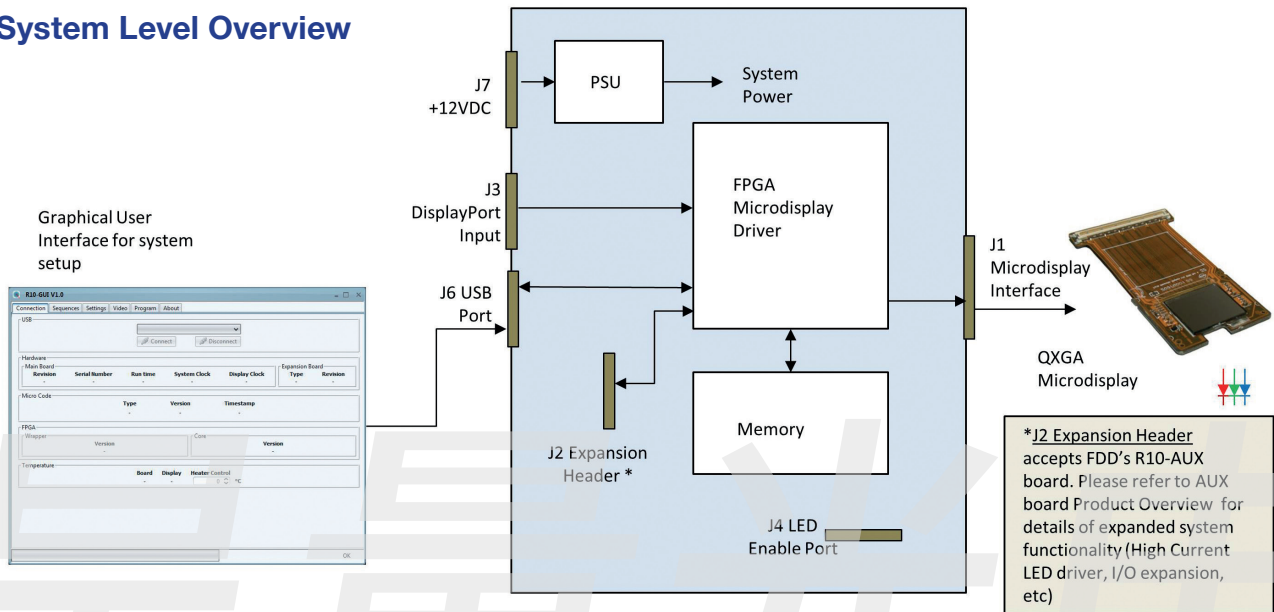 System Level Overview
J7
+12VDC
PSU
System
Power
J3
DisplayPort
Input
FPGA
Microdisplay
Driver
Graphical User
Interface for system
setup
J6 USB
Port
J1
Microdisplay
Interface
QXGA
Microdisplay
R10-GUI V1.0
Connection Sequences Settings Video Program About
USB
Connect Disconnect
Hardware
Main Board
Expansion Board
Revision Serial Number Run time System Clock Display Clock Type Revision
- - - - - - -
Micro Code
Type Version Timestamp
- - -
FPGA
Wrapper Core
Version Version
- -
Temperature
Board Display Heater Control
- - 0 °C
OK
J2 Expansion
Header *
Memory
J4 LED
Enable Port
*J2 Expansion Header
accepts FDD's R10-AUX
board. Please refer to AUX
board Product Overview for
details of expanded system
functionality (High Current
LED driver, I/O expansion,
etc)